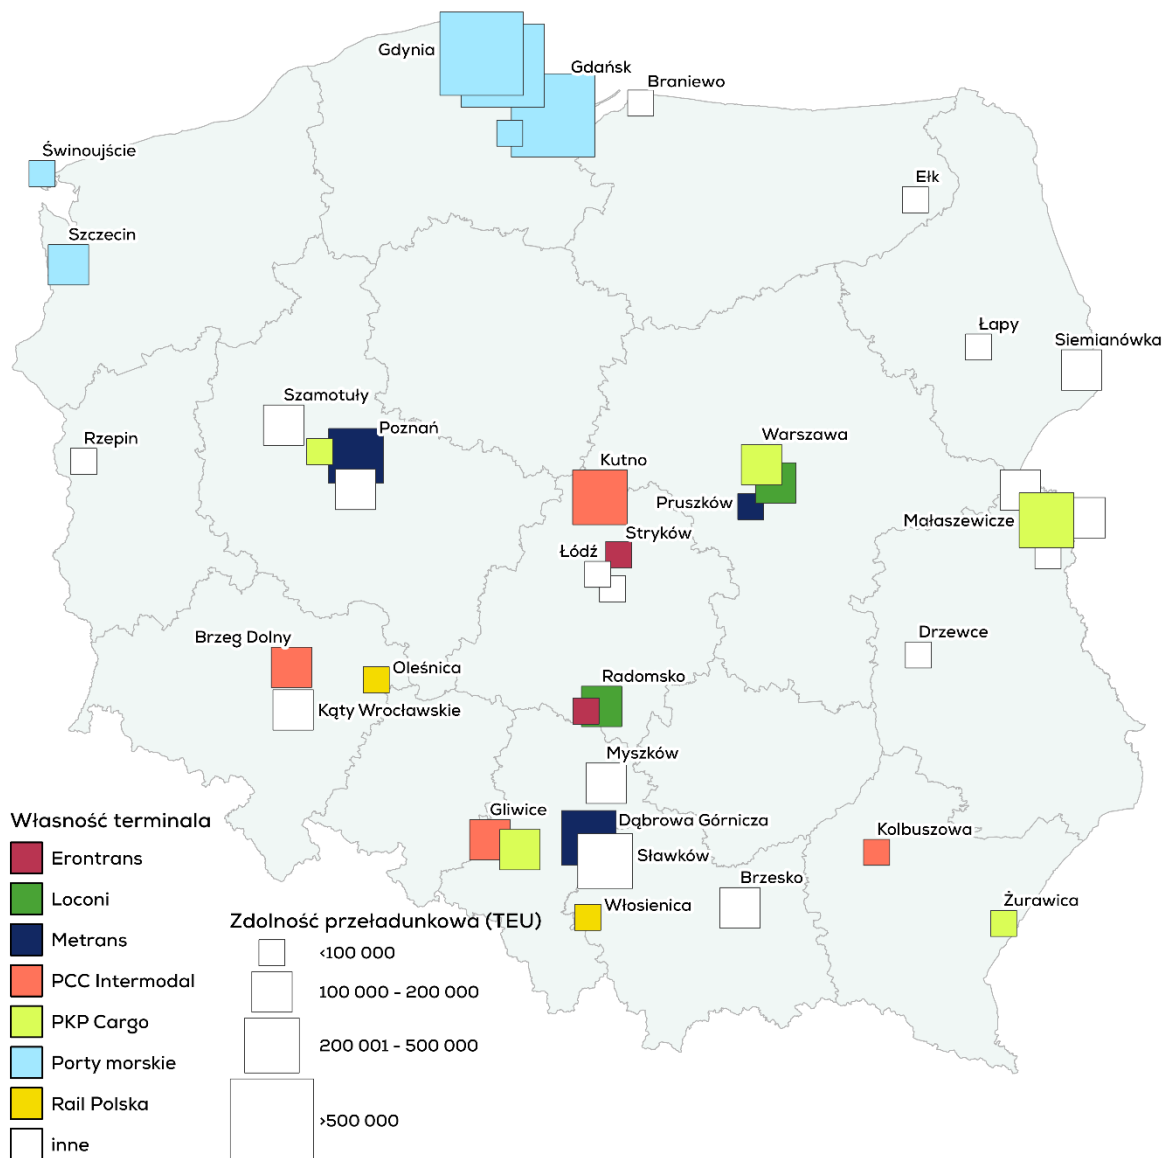 Gdynia
Gdańsk
Braniewo
Świnoujście
Ełk
Szczecin
Łapy
Siemianówka
Szamotuły
Poznań
Rzepin
Warszawa
Kutno
Pruszków
Małaszewicze
Stryków
Łódź
Drzewce
Brzeg Dolny
Oleśnica
Radomsko
Kąty Wrocławskie
Myszków
Gliwice
Dąbrowa Górnicza
Kolbuszowa
Sławków
Brzesko
Żurawica
Włosienica
Własność terminala
Erontrans
Loconi
Metrans
PCC Intermodal
PKP Cargo
Porty morskie
Rail Polska
inne
Zdolność przeładunkowa (TEU)
<100 000
100 000 - 200 000
200 001 - 500 000
>500 000